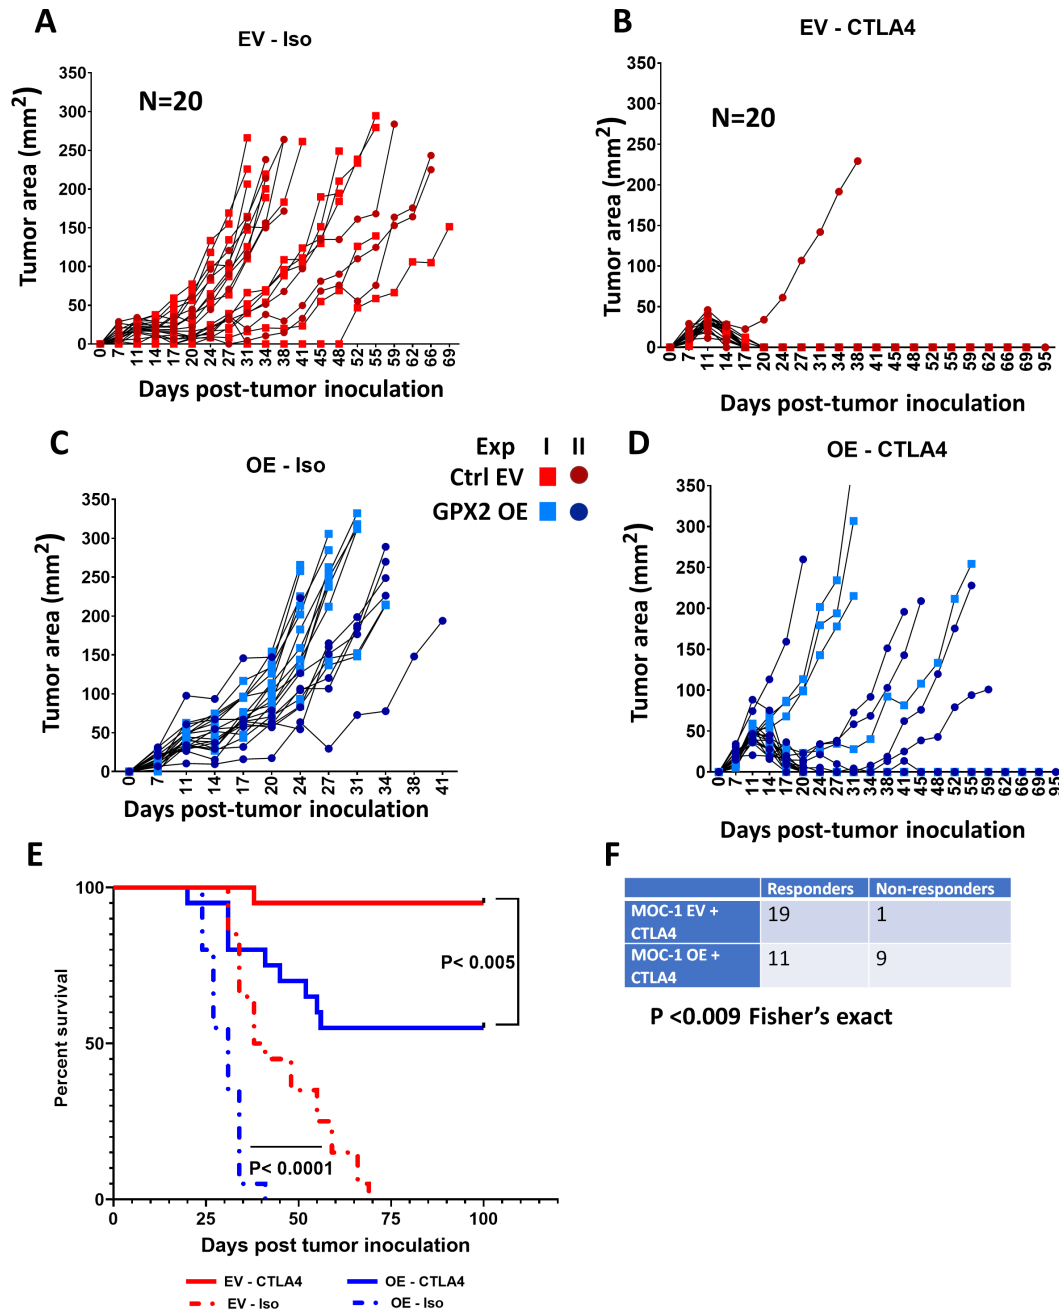 A
EV - Iso
N=20
Tumor area (mm2)
350
300
250
200
150
100
50
0
0 7 11 14 17 20 24 27 31 34 38 41 45 48 52 55 59 62 66 69
Days post-tumor inoculation
B
EV - CTLA4
N=20
Tumor area (mm2)
350
300
250
200
150
100
50
0
0 7 11 14 17 20 24 27 31 34 38 41 45 48 52 55 59 62 66 95
Days post-tumor inoculation
C
OE - Iso
Tumor area (mm2)
350
300
250
200
150
100
50
0
0 7 11 14 17 20 24 27 31 34 38 41
Days post-tumor inoculation
Exp I II
Ctrl EV
GPX2 OE
D
OE - CTLA4
Tumor area (mm2)
350
300
250
200
150
100
50
0
0 7 11 14 17 20 24 27 31 34 38 41 45 48 52 55 59 62 66 69 95
Days post-tumor inoculation
E
Percent survival
100
50
0
0 25 50 75 100
P< 0.005
P< 0.0001
Days post tumor inoculation
EV - CTLA4 OE - CTLA4
EV - Iso OE - Iso
F
Responders Non-responders
MOC-1 EV +
CTLA4
19 1
MOC-1 OE +
CTLA4
11 9
P <0.009 Fisher's exact